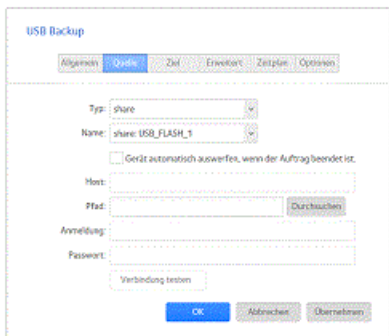 USB Backup
Allgemein Quelle Ziel Erweitert Zeitplan Optionen
Typ: share
Name: share: USB_FLASH_1
Gerät automatisch auswerfen, wenn der Auftrag beendet ist.
Host:
Pfad: Durchsuchen
Anmeldung:
Passwort:
Verbindung testen
OK Abbrechen Übernehmen